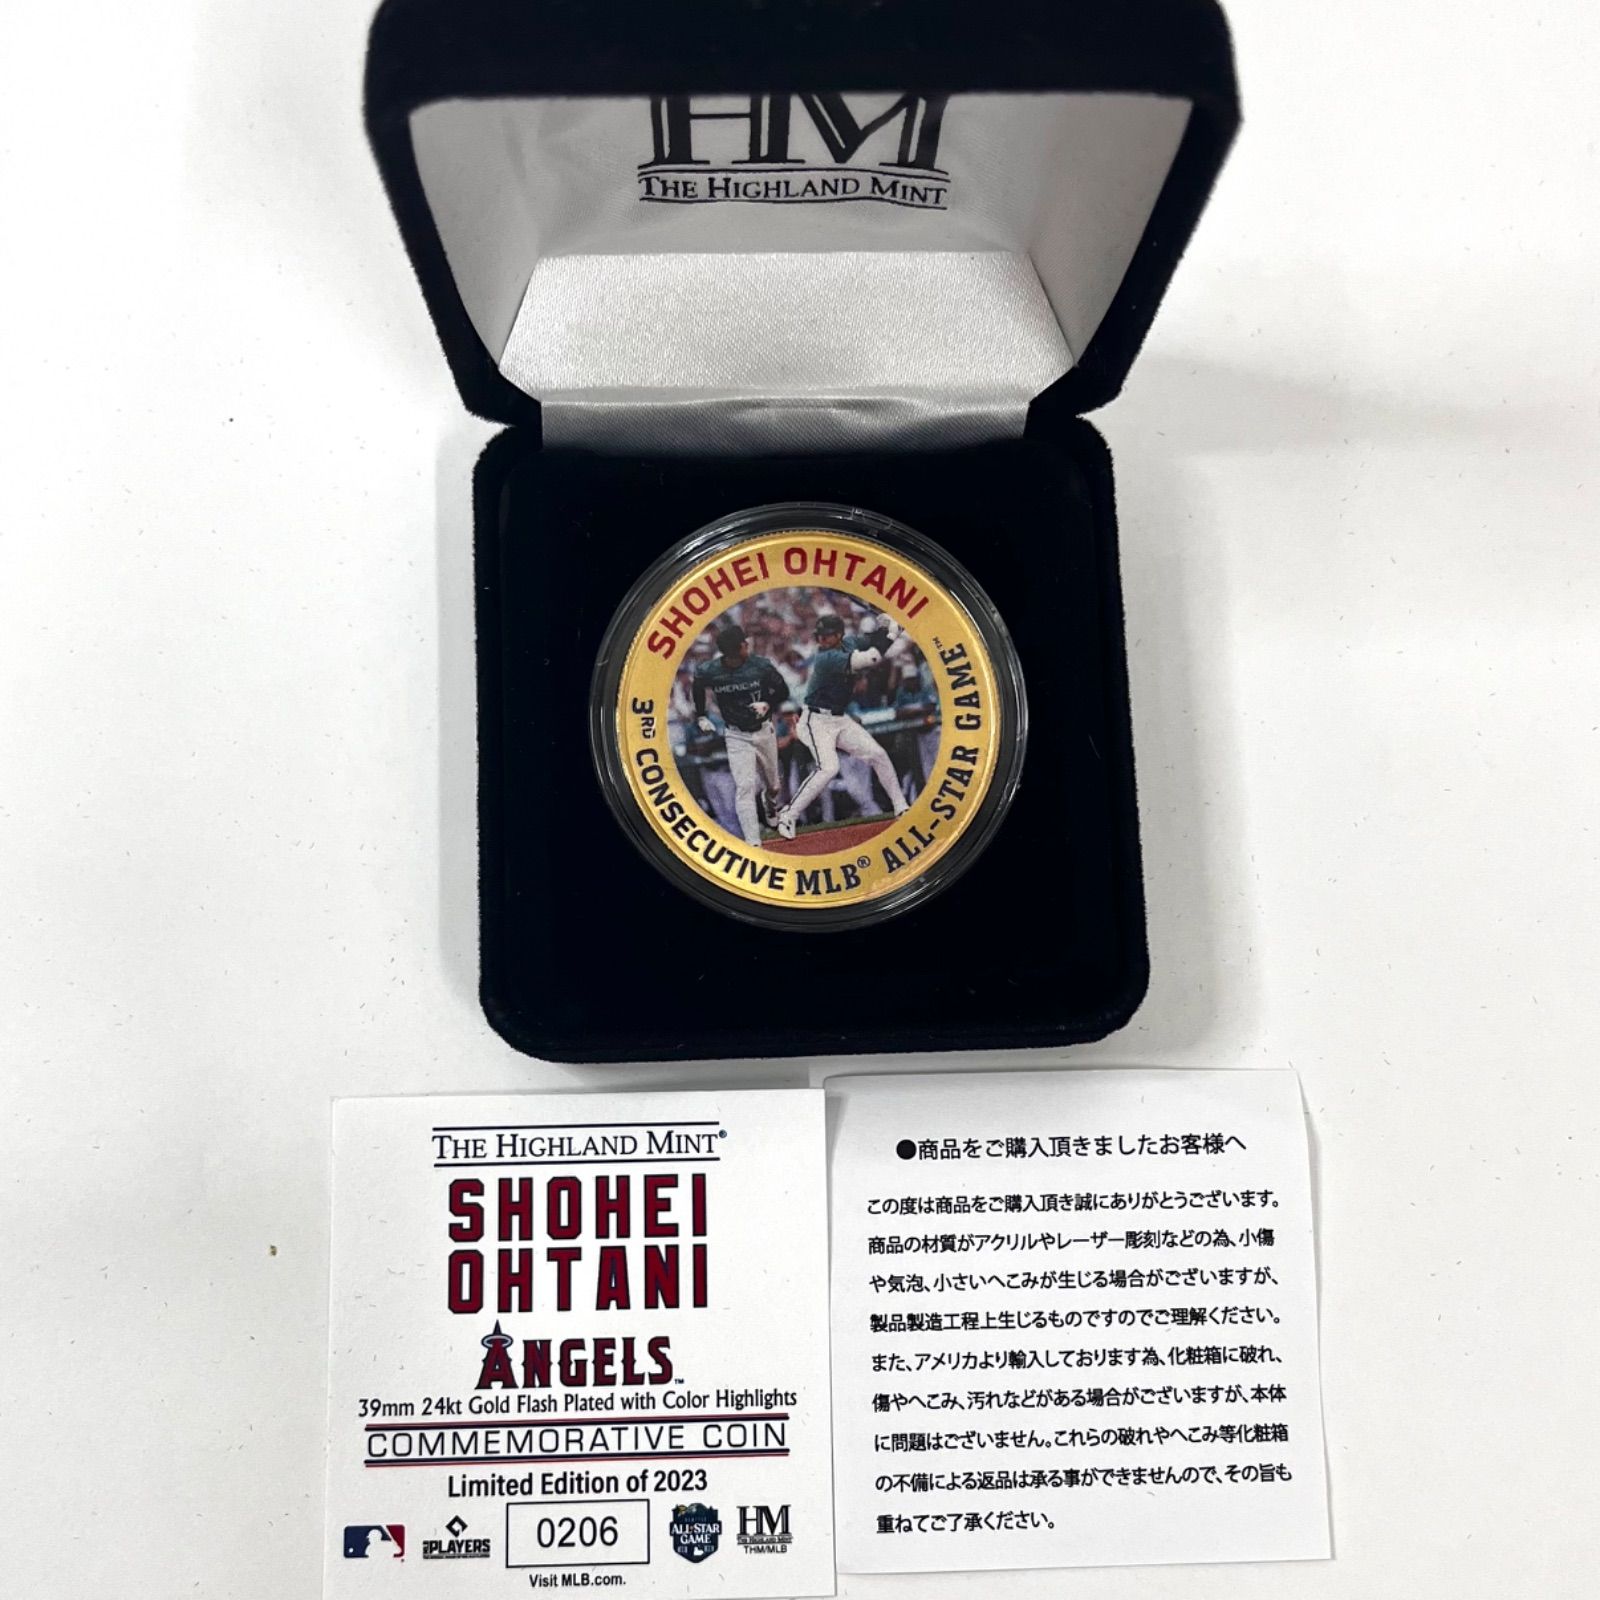 HM
THE HIGHLAND MINT
SHOHEI OHTANI
3RD CONSECUTIVE MLB® ALL-STAR GAME™
AMERICAN
17
THE HIGHLAND MINT®
SHOHEI
OHTANI
ANGELS™
39mm 24kt Gold Flash Plated with Color Highlights
COMMEMORATIVE COIN
Limited Edition of 2023
PLAYERS
0206
ALL-STAR
GAME
HM
THE HIGHLAND MINT
THM/MLB
Visit MLB.com.
●商品をご購入頂きましたお客様へ
この度は商品をご購入頂き誠にありがとうございます。
商品の材質がアクリルやレーザー彫刻などの為、小傷
や気泡、小さいへこみが生じる場合がございますが、
製品製造工程上生じるものですのでご理解ください。
また、アメリカより輸入しております為、化粧箱に破れ、
傷やへこみ、汚れなどがある場合がございますが、本体
に問題はございません。これらの破れやへこみ等化粧箱
の不備による返品は承る事ができませんので、その旨も
重ねてご了承ください。